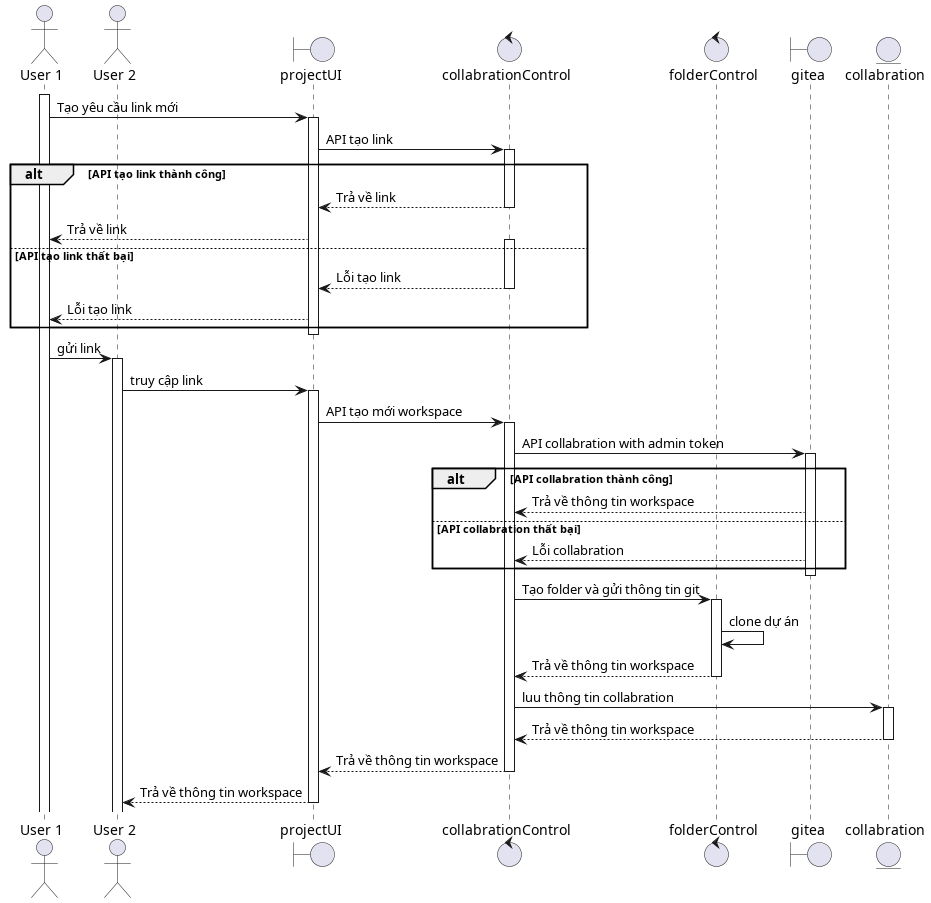 User 1 User 2 projectUI collabrationControl folderControl gitea collabration
Tạo yêu cầu link mới
API tạo link
alt [API tạo link thành công]
Trả về link
Trả về link
[API tạo link thất bại]
Lỗi tạo link
Lỗi tạo link
gửi link
truy cập link
API tạo mới workspace
API collabration with admin token
alt [API collabration thành công]
Trả về thông tin workspace
[API collabration thất bại]
Lỗi collabration
Tạo folder và gửi thông tin git
clone dự án
Trả về thông tin workspace
luu thông tin collabration
Trả về thông tin workspace
Trả về thông tin workspace
Trả về thông tin workspace
User 1 User 2 projectUI collabrationControl folderControl gitea collabration